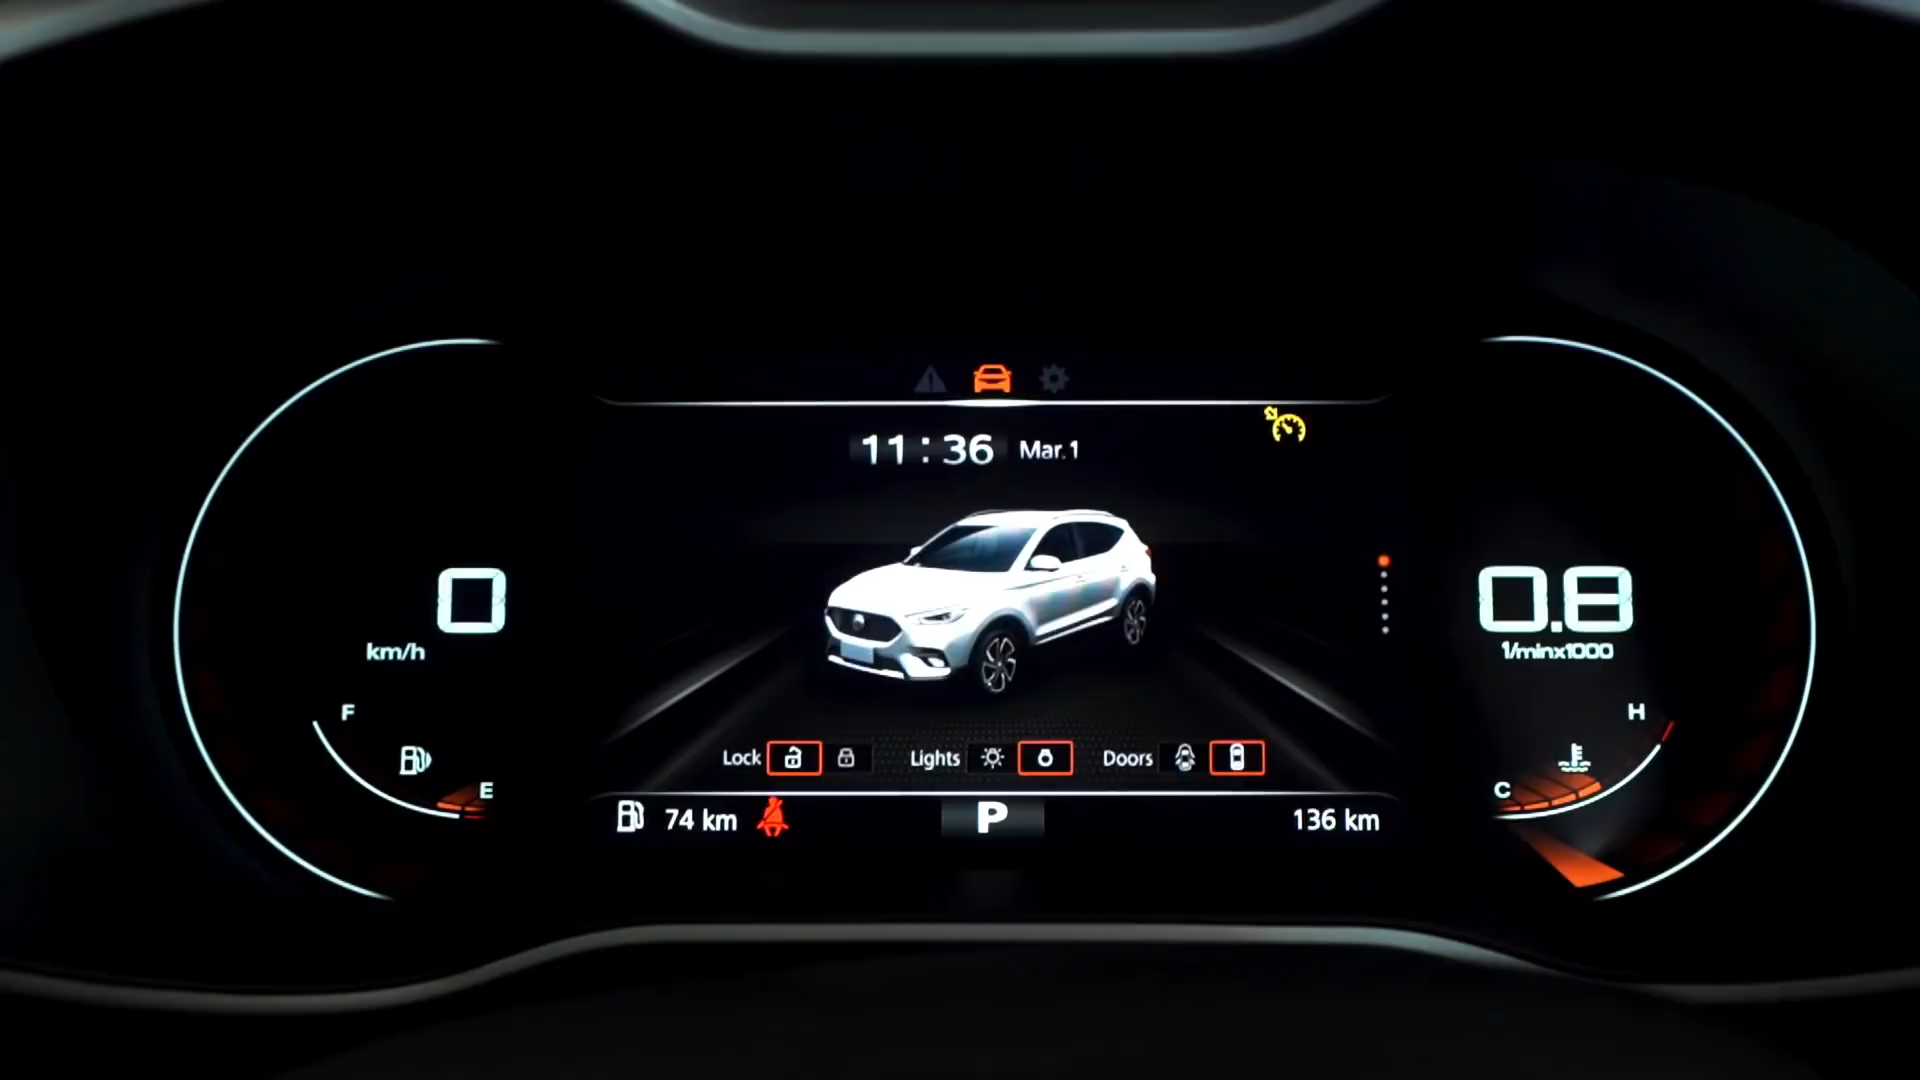 11:36 Mar.1
0
km/h
0.8
1/minx1000
F
E
H
C
Lock Lights Doors
74 km P 136 km